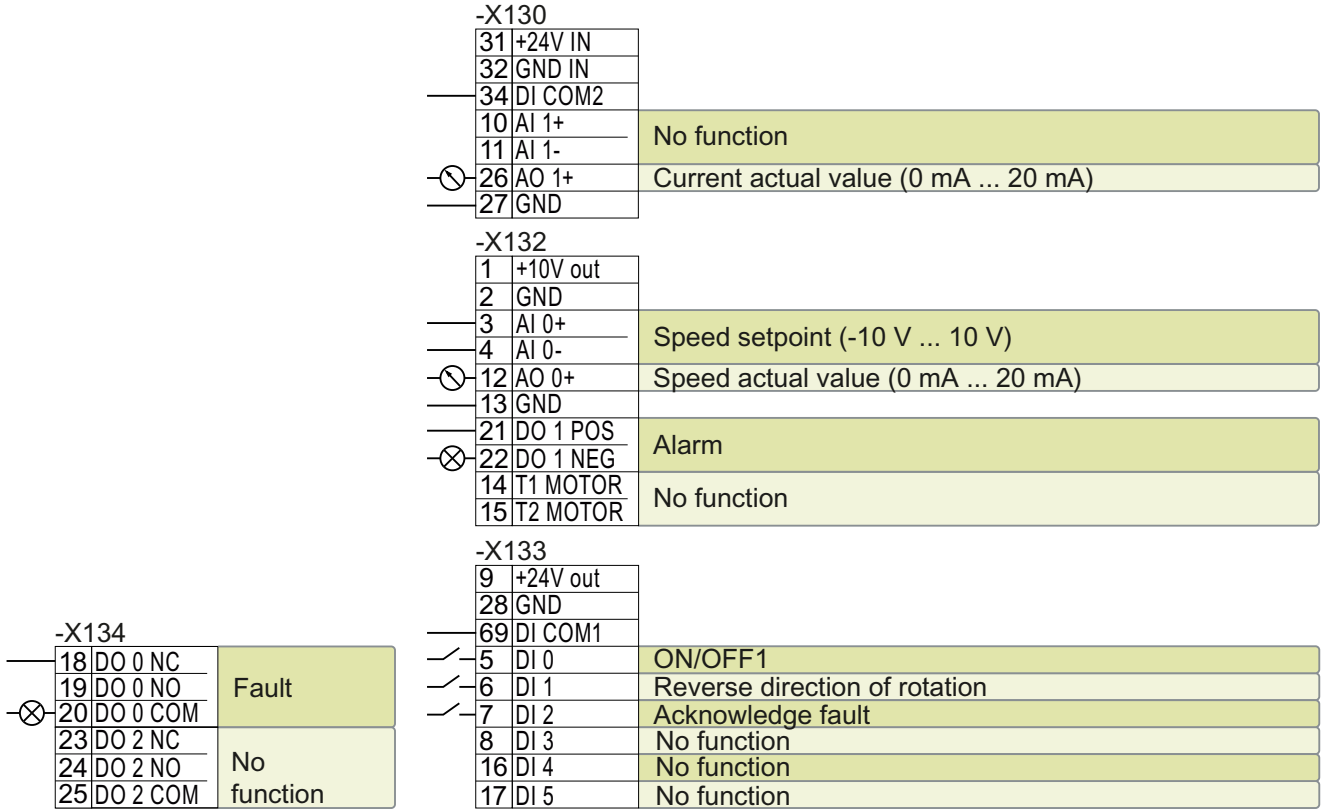 -X130
31 +24V IN
32 GND IN
34 DI COM2
10 AI 1+
11 AI 1-
No function
26 AO 1+ Current actual value (0 mA ... 20 mA)
27 GND
-X132
1 +10V out
2 GND
3 AI 0+
4 AI 0-
Speed setpoint (-10 V ... 10 V)
12 AO 0+ Speed actual value (0 mA ... 20 mA)
13 GND
21 DO 1 POS
22 DO 1 NEG
Alarm
14 T1 MOTOR
15 T2 MOTOR
No function
-X133
9 +24V out
28 GND
69 DI COM1
5 DI 0 ON/OFF1
6 DI 1 Reverse direction of rotation
7 DI 2 Acknowledge fault
8 DI 3 No function
16 DI 4 No function
17 DI 5 No function
-X134
18 DO 0 NC
19 DO 0 NO
20 DO 0 COM
Fault
23 DO 2 NC
24 DO 2 NO
25 DO 2 COM
No
function